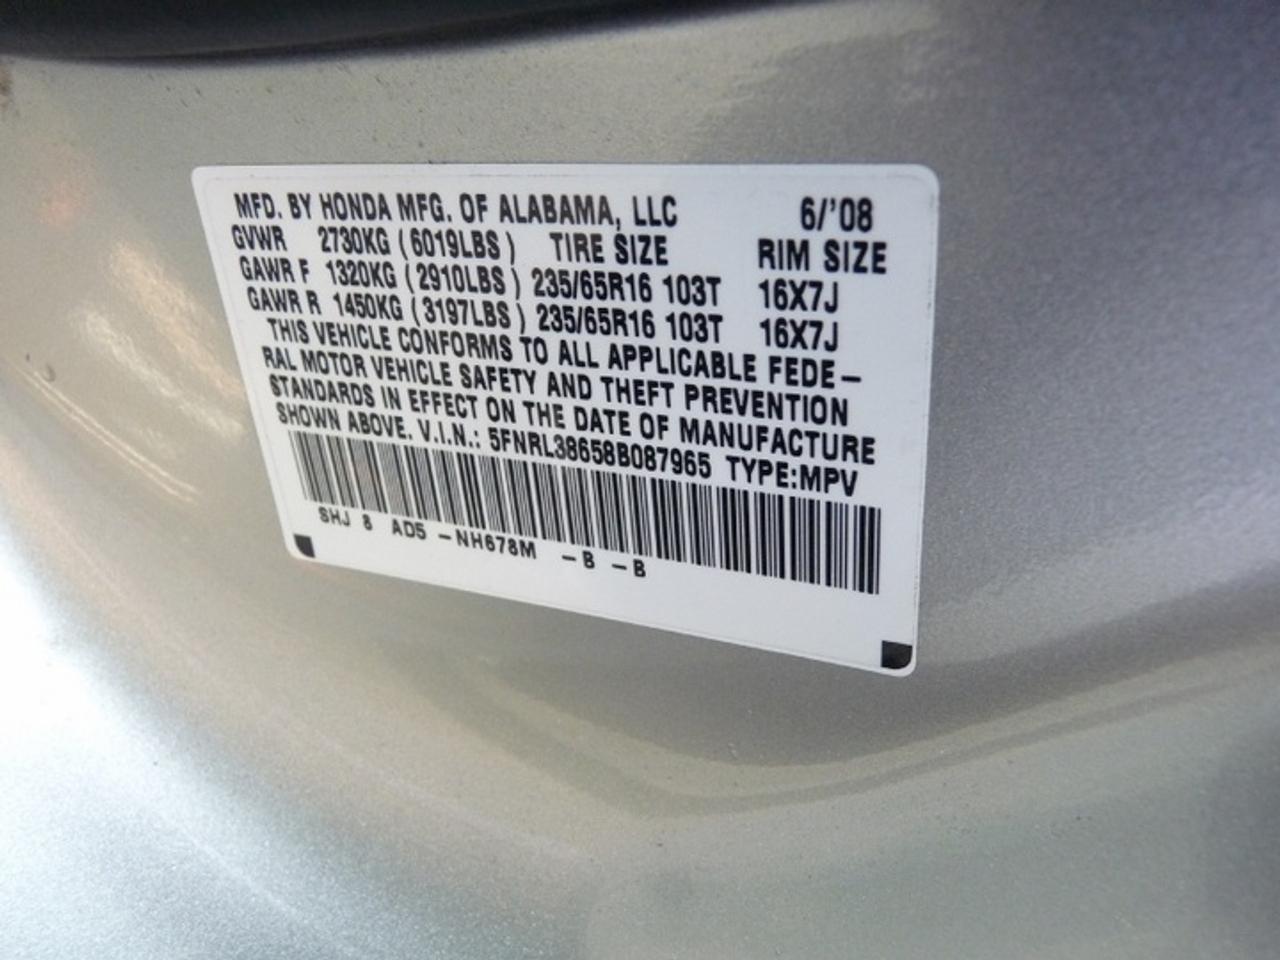 MFD. BY HONDA MFG. OF ALABAMA, LLC 6/'08
GVWR 2730KG (6019LBS) TIRE SIZE RIM SIZE
GAWR F 1320KG (2910LBS) 235/65R16 103T 16X7J
GAWR R 1450KG (3197LBS) 235/65R16 103T 16X7J
THIS VEHICLE CONFORMS TO ALL APPLICABLE FEDE-
RAL MOTOR VEHICLE SAFETY AND THEFT PREVENTION
STANDARDS IN EFFECT ON THE DATE OF MANUFACTURE
SHOWN ABOVE. V.I.N.: 5FNRL38658B087965 TYPE:MPV
SHJ 8 AD5 -NH678M -B -B